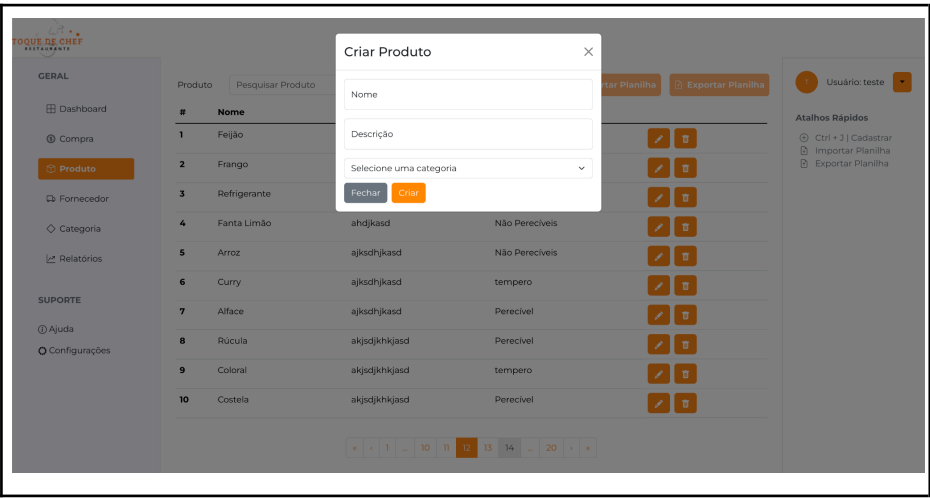 TOQUE DE CHEF
RESTAURANTE
GERAL
Dashboard
Compra
Produto
Fornecedor
Categoria
Relatórios
SUPORTE
Ajuda
Configurações
Produto Pesquisar Produto
Planilha Exportar Planilha
# Nome
1 Feijão
2 Frango
3 Refrigerante
4 Fanta Limão ahdjkasd Não Perecíveis
5 Arroz ajksdhjkasd Não Perecíveis
6 Curry ajksdhjkasd tempero
7 Alface ajksdhjkasd Perecível
8 Rúcula akjsdjkhkjasd Perecível
9 Coloral akjsdjkhkjasd tempero
10 Costela akjsdjkhkjasd Perecível
« ‹ 1 ... 10 11 12 13 14 ... 20 › »
Criar Produto
Nome
Descrição
Selecione uma categoria
Fechar Criar
Usuário: teste
Atalhos Rápidos
Ctrl + J | Cadastrar
Importar Planilha
Exportar Planilha